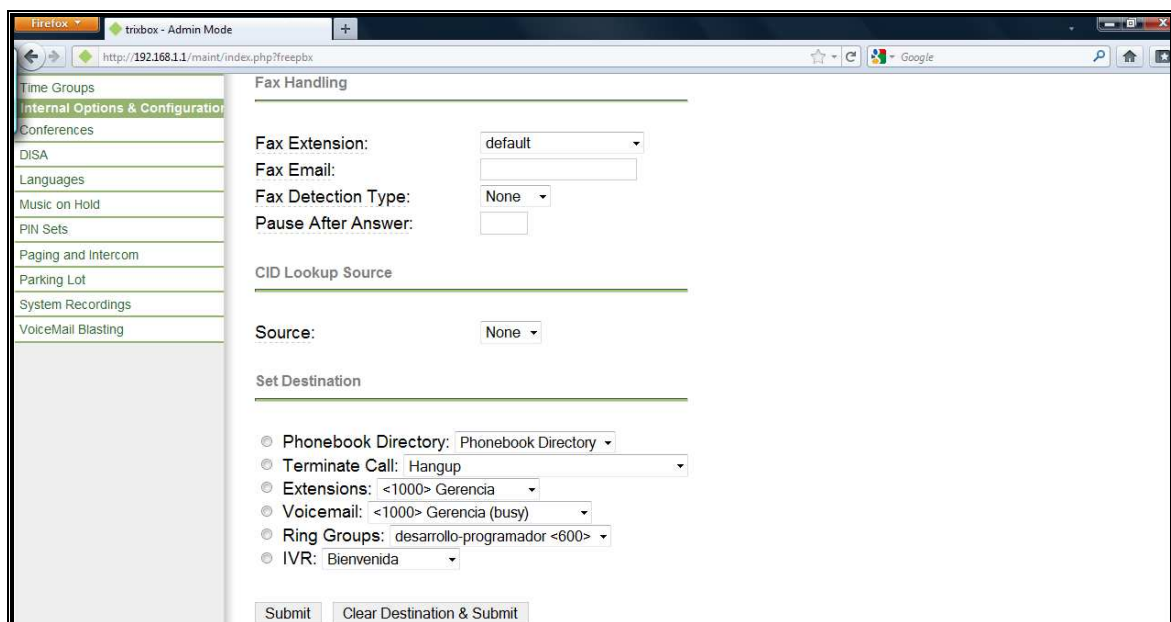 Firefox
trixbox - Admin Mode
+
http://192.168.1.1/maint/index.php?freepbx
Google
Time Groups
Internal Options & Configuration
Conferences
DISA
Languages
Music on Hold
PIN Sets
Paging and Intercom
Parking Lot
System Recordings
VoiceMail Blasting
Fax Handling
Fax Extension: default
Fax Email:
Fax Detection Type: None
Pause After Answer:
CID Lookup Source
Source: None
Set Destination
Phonebook Directory: Phonebook Directory
Terminate Call: Hangup
Extensions: <1000> Gerencia
Voicemail: <1000> Gerencia (busy)
Ring Groups: desarrollo-programador <600>
IVR: Bienvenida
Submit Clear Destination & Submit